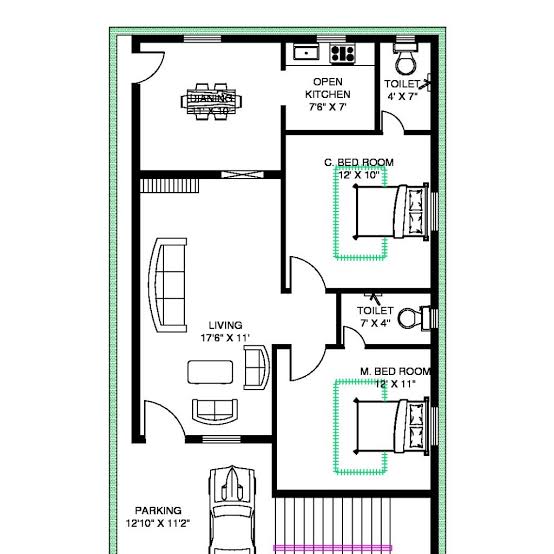 OPEN
KITCHEN
7'6" X 7'
TOILET
4' X 7"
DIANING
C. BED ROOM
12' X 10"
TOILET
7' X 4"
LIVING
17'6" X 11'
M. BED ROOM
12' X 11"
PARKING
12'10" X 11'2"